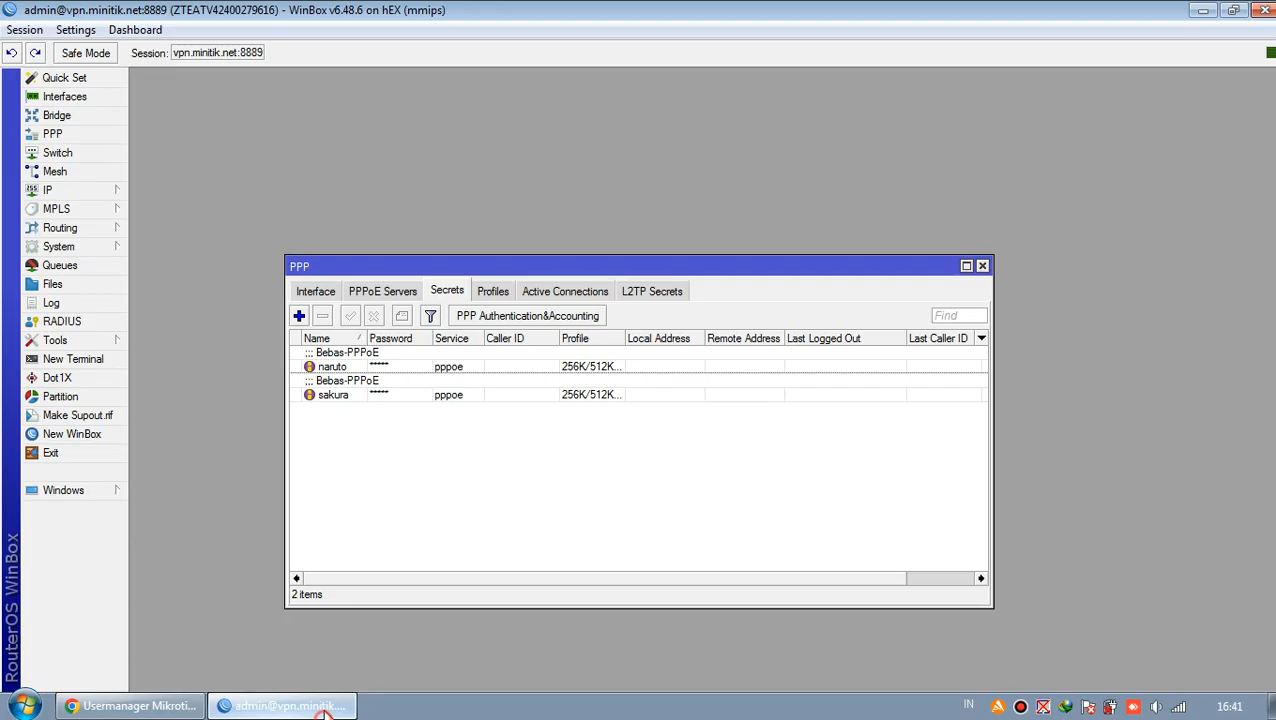 admin@vpn.minitik.net:8889 (ZTEATV42400279616) - WinBox v6.48.6 on hEX (mmips)
Session Settings Dashboard
Safe Mode Session: vpn.minitik.net:8889
Quick Set
Interfaces
Bridge
PPP
Switch
Mesh
IP
MPLS
Routing
System
Queues
Files
Log
RADIUS
Tools
New Terminal
Dot1X
Partition
Make Supout.rif
New WinBox
Exit
Windows
RouterOS WinBox
PPP
Interface PPPoE Servers Secrets Profiles Active Connections L2TP Secrets
PPP Authentication&Accounting Find
Name / Password Service Caller ID Profile Local Address Remote Address Last Logged Out Last Caller ID
;;; Bebas-PPPoE
naruto ***** pppoe 256K/512K...
;;; Bebas-PPPoE
sakura ***** pppoe 256K/512K...
2 items
Usermanager Mikroti... admin@vpn.minitik.... IN 16:41